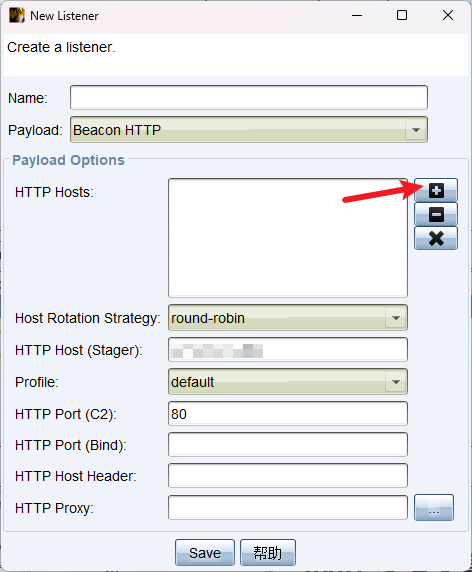 New Listener
Create a listener.
Name:
Payload: Beacon HTTP
Payload Options
HTTP Hosts:
Host Rotation Strategy: round-robin
HTTP Host (Stager):
Profile: default
HTTP Port (C2): 80
HTTP Port (Bind):
HTTP Host Header:
HTTP Proxy: ...
Save 帮助